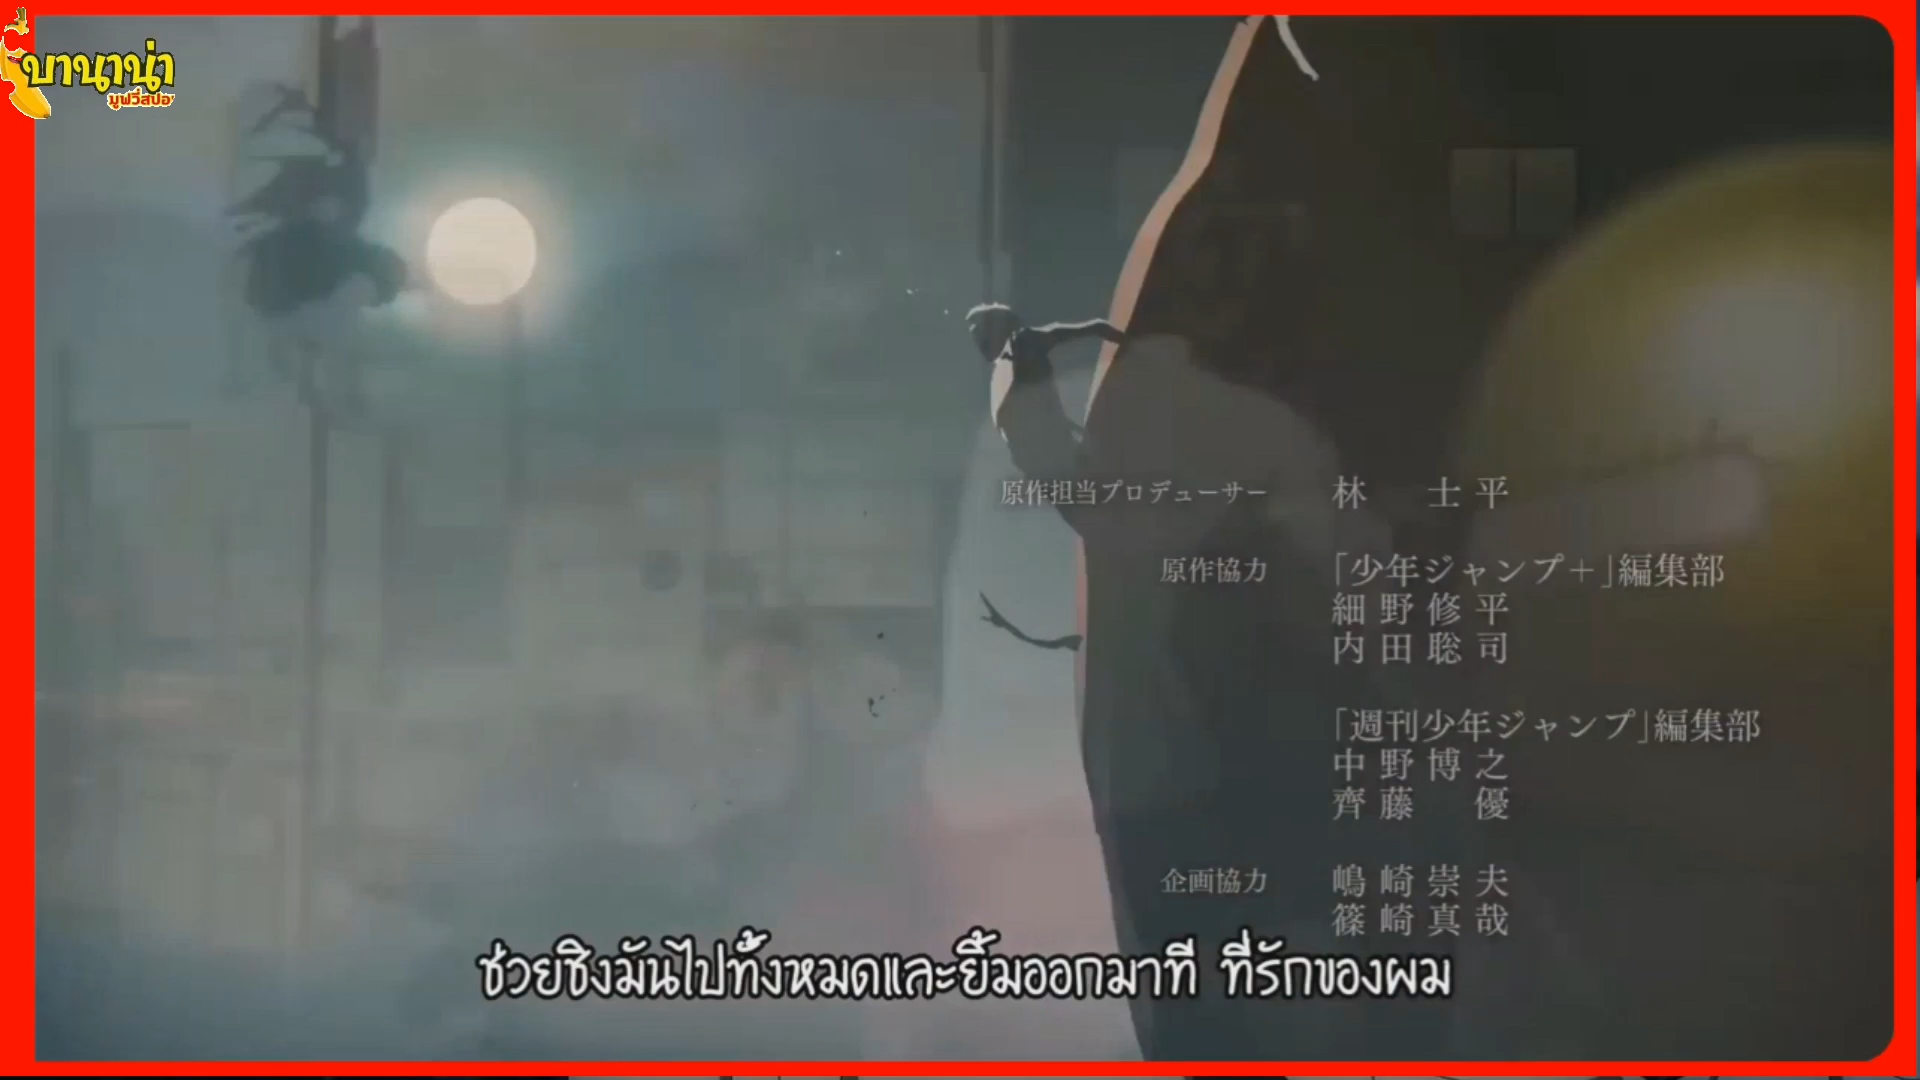 บานาน่า
มูฟวี่สปอย
原作担当プロデューサー 林 士平
原作協力 「少年ジャンプ+」編集部
細野修平
内田聡司
「週刊少年ジャンプ」編集部
中野博之
齊藤 優
企画協力 嶋崎崇夫
篠崎真哉
ช่วยชิงมันไปทั้งหมดและยิ้มออกมาที ที่รักของผม